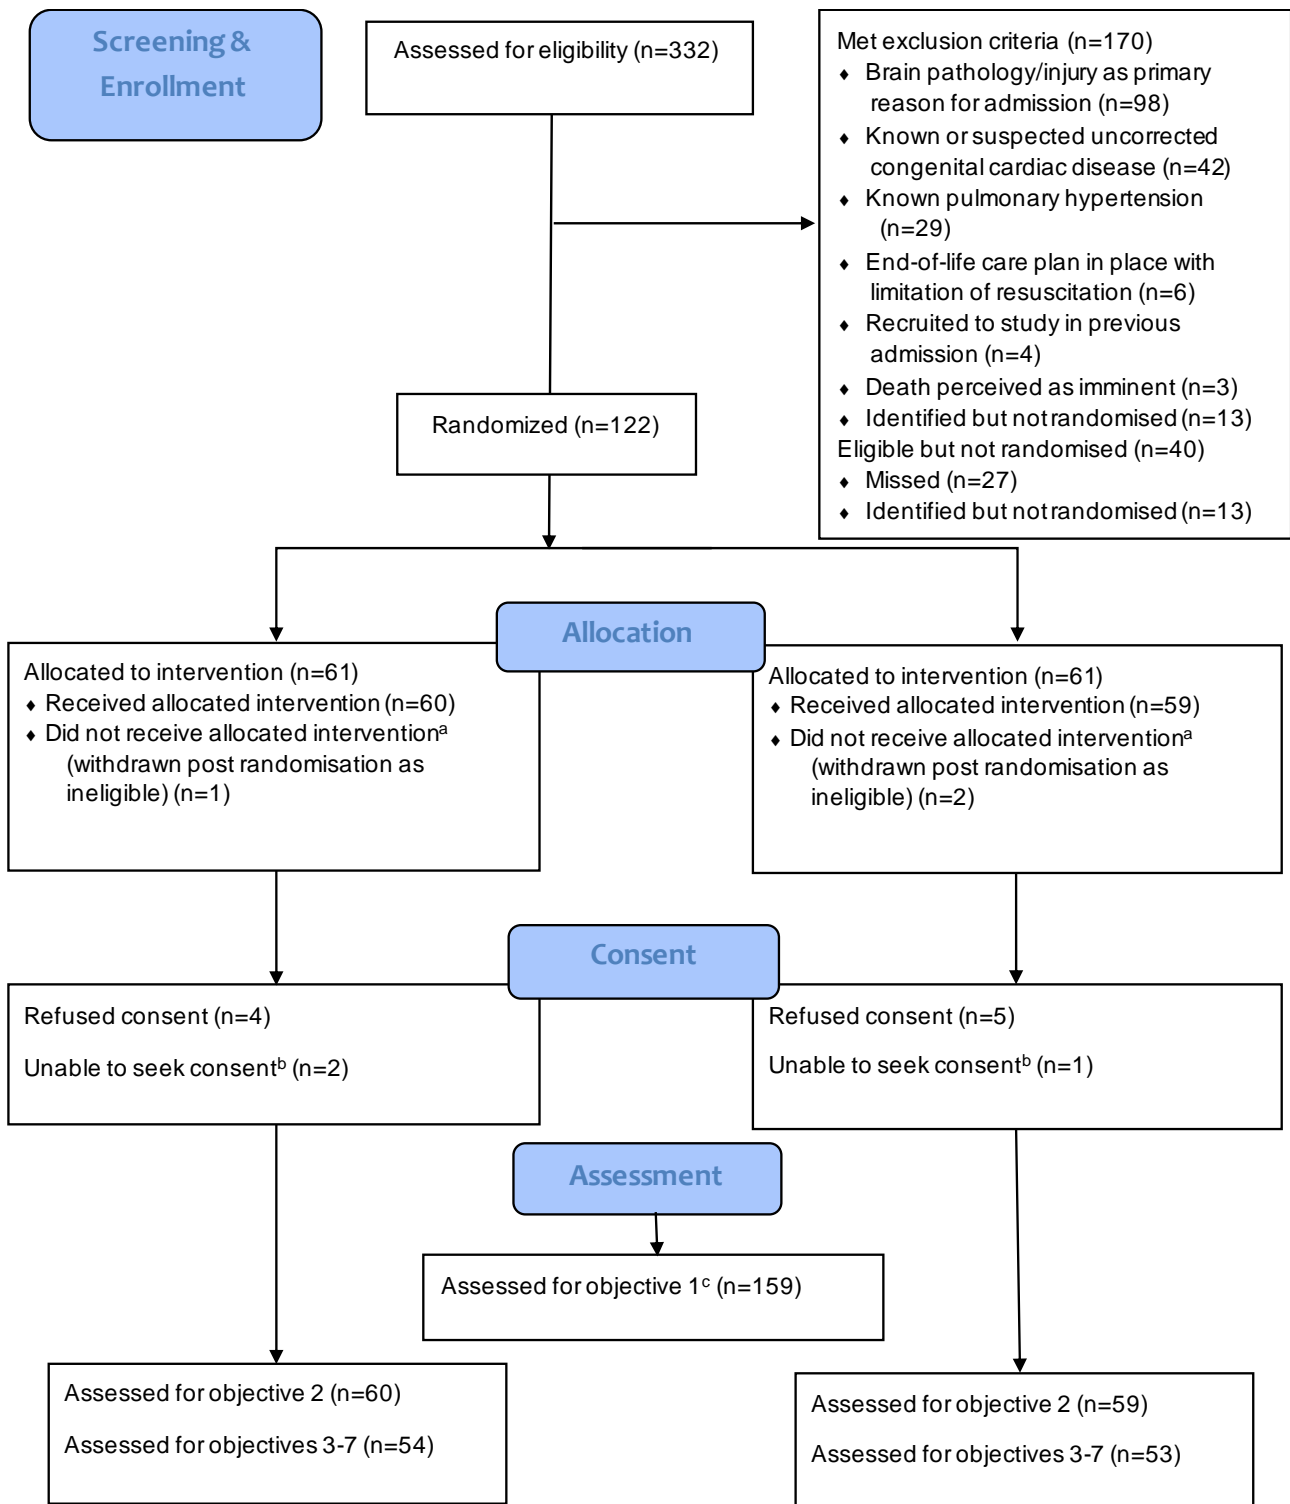 Screening &
Enrollment
Assessed for eligibility (n=332)
Met exclusion criteria (n=170)
♦ Brain pathology/injury as primary
reason for admission (n=98)
♦ Known or suspected uncorrected
congenital cardiac disease (n=42)
♦ Known pulmonary hypertension
(n=29)
♦ End-of-life care plan in place with
limitation of resuscitation (n=6)
♦ Recruited to study in previous
admission (n=4)
♦ Death perceived as imminent (n=3)
♦ Identified but not randomised (n=13)
Eligible but not randomised (n=40)
♦ Missed (n=27)
♦ Identified but not randomised (n=13)
Randomized (n=122)
Allocation
Allocated to intervention (n=61)
♦ Received allocated intervention (n=60)
♦ Did not receive allocated interventionᵃ
(withdrawn post randomisation as
ineligible) (n=1)
Allocated to intervention (n=61)
♦ Received allocated intervention (n=59)
♦ Did not receive allocated interventionᵃ
(withdrawn post randomisation as
ineligible) (n=2)
Consent
Refused consent (n=4)
Unable to seek consentᵇ (n=2)
Refused consent (n=5)
Unable to seek consentᵇ (n=1)
Assessment
Assessed for objective 1ᶜ (n=159)
Assessed for objective 2 (n=60)
Assessed for objectives 3-7 (n=54)
Assessed for objective 2 (n=59)
Assessed for objectives 3-7 (n=53)